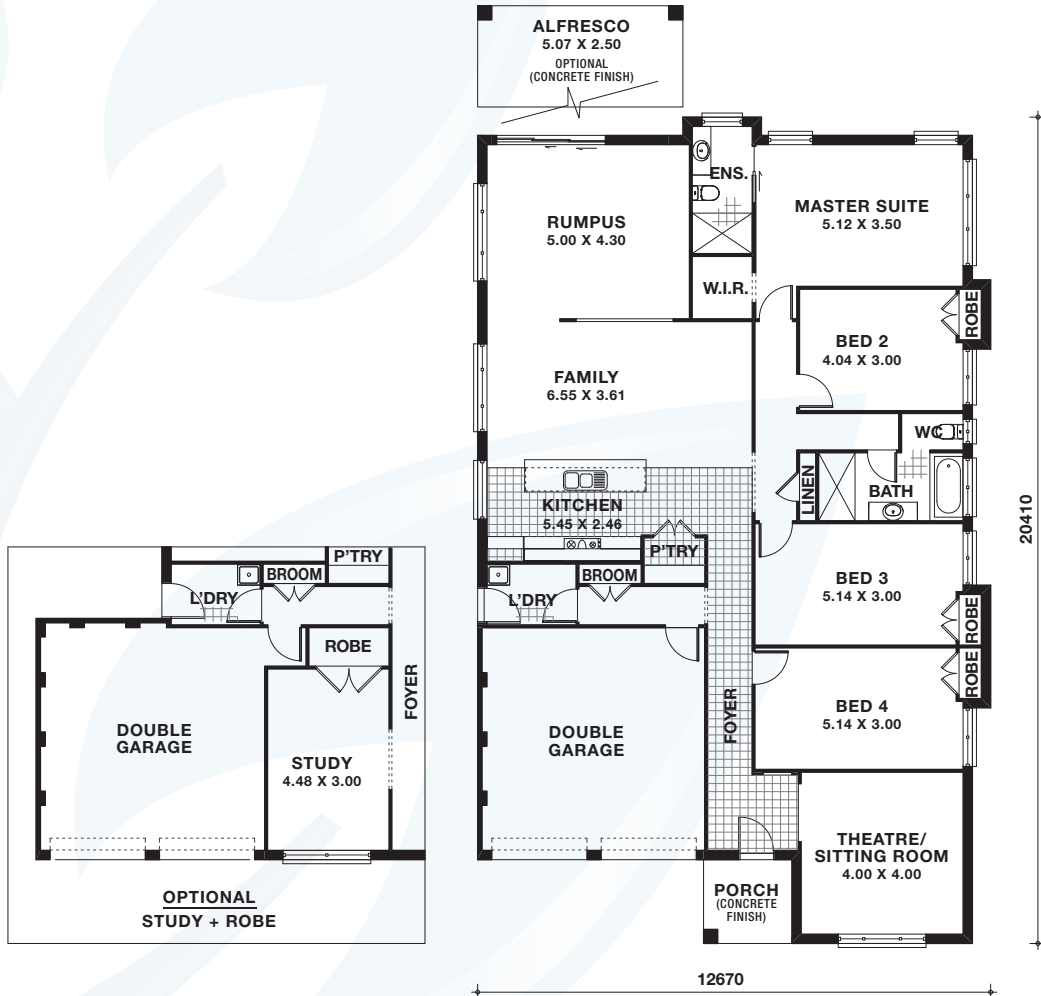 ALFRESCO
5.07 X 2.50
OPTIONAL
(CONCRETE FINISH)
ENS.
MASTER SUITE
5.12 X 3.50
RUMPUS
5.00 X 4.30
W.I.R.
ROBE
BED 2
4.04 X 3.00
FAMILY
6.55 X 3.61
WC
LINEN
BATH
KITCHEN
5.45 X 2.46
P'TRY
BROOM
L'DRY
BED 3
5.14 X 3.00
ROBE
ROBE
BED 4
5.14 X 3.00
FOYER
DOUBLE
GARAGE
THEATRE/
SITTING ROOM
4.00 X 4.00
PORCH
(CONCRETE
FINISH)
20410
12670
P'TRY
BROOM
L'DRY
ROBE
FOYER
DOUBLE
GARAGE
STUDY
4.48 X 3.00
OPTIONAL
STUDY + ROBE